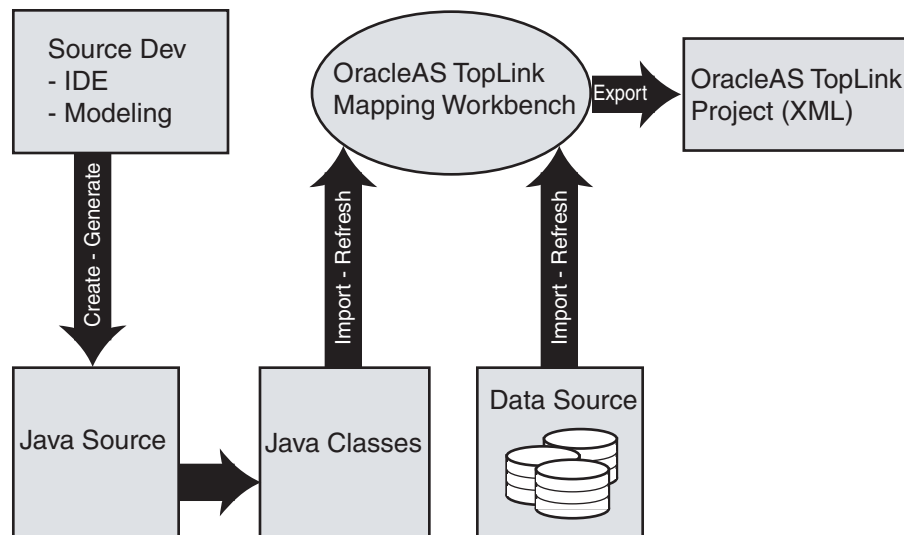 Source Dev
- IDE
- Modeling
OracleAS TopLink
Mapping Workbench
Export
OracleAS TopLink
Project (XML)
Create - Generate
Import - Refresh
Import - Refresh
Java Source
Java Classes
Data Source